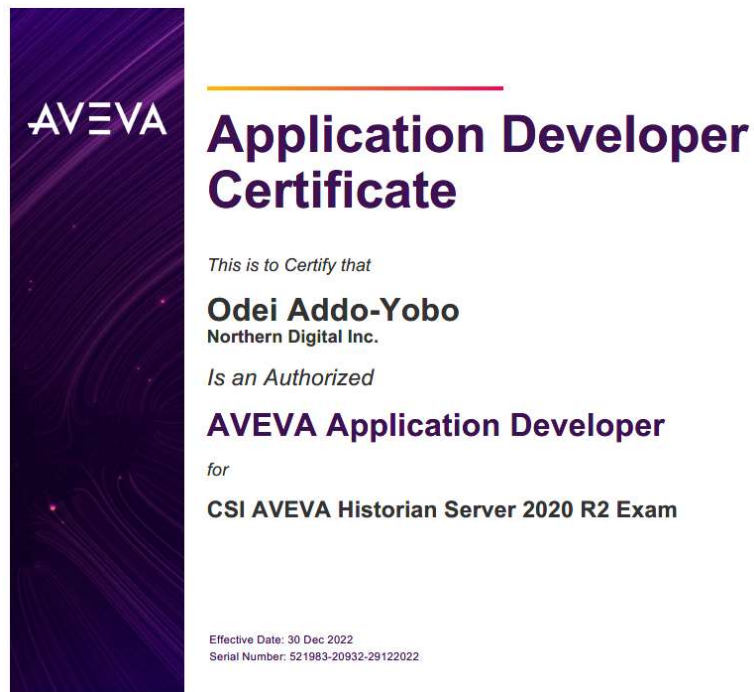 AVEVA
Application Developer
Certificate
This is to Certify that
Odei Addo-Yobo
Northern Digital Inc.
Is an Authorized
AVEVA Application Developer
for
CSI AVEVA Historian Server 2020 R2 Exam
Effective Date: 30 Dec 2022
Serial Number: 521983-20932-29122022